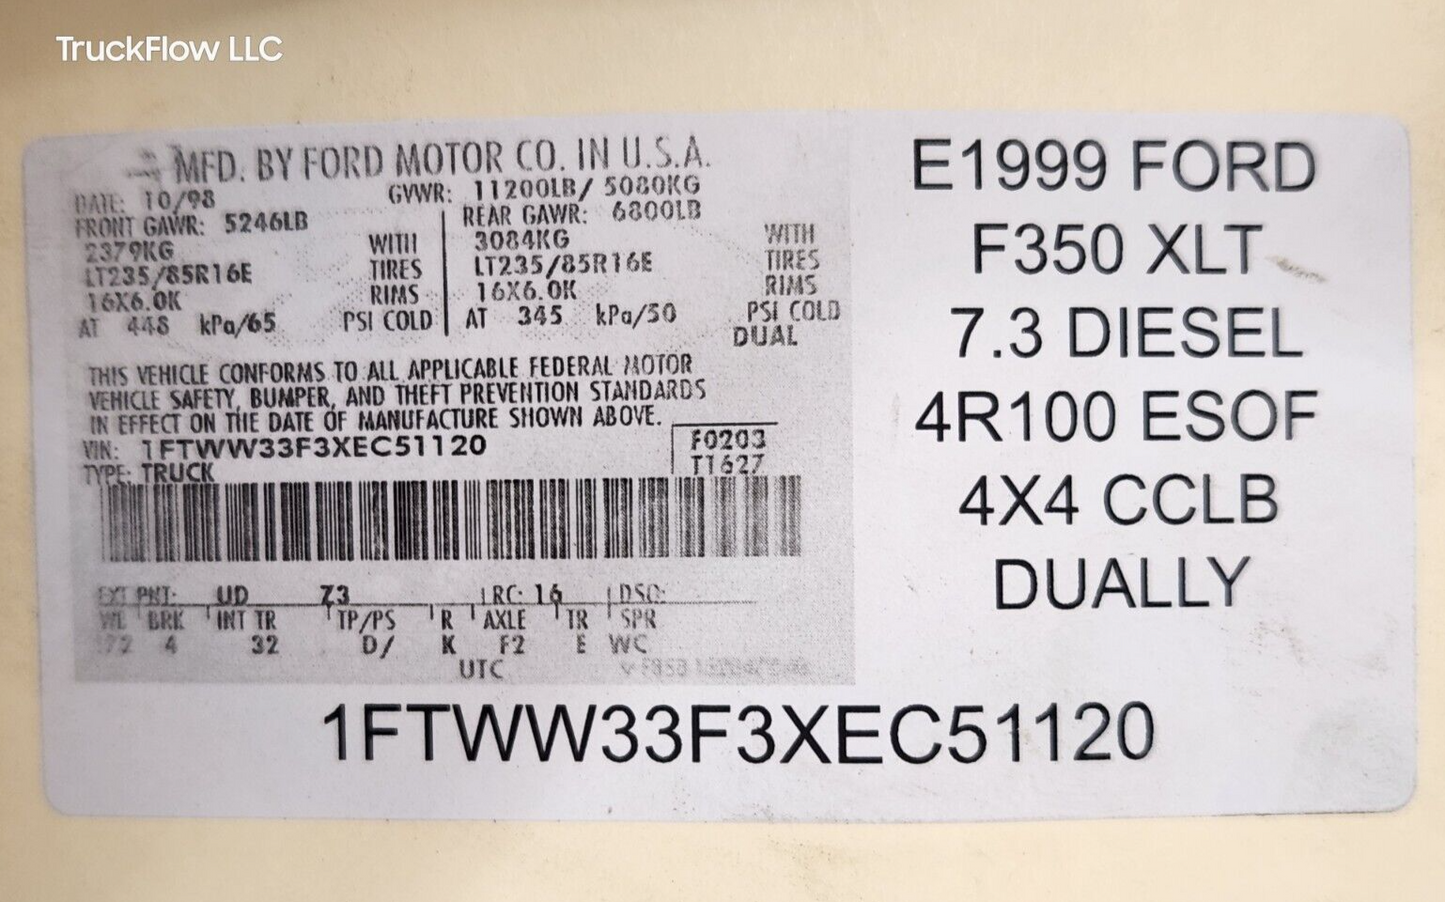 TruckFlow LLC
MFD. BY FORD MOTOR CO. IN U.S.A.
DATE: 10/98
GVWR: 11200LB/ 5080KG
FRONT GAWR: 5246LB
2379KG
LT235/85R16E
16X6.0K
AT 448 kPa/65
WITH
TIRES
RIMS
PSI COLD
REAR GAWR: 6800LB
3084KG
LT235/85R16E
16X6.0K
AT 345 kPa/50
WITH
TIRES
RIMS
PSI COLD
DUAL
THIS VEHICLE CONFORMS TO ALL APPLICABLE FEDERAL MOTOR
VEHICLE SAFETY, BUMPER, AND THEFT PREVENTION STANDARDS
IN EFFECT ON THE DATE OF MANUFACTURE SHOWN ABOVE.
VIN: 1FTWW33F3XEC51120
TYPE: TRUCK
F0203
T1627
EXT PNT: UD Z3 RC: 16 DSO:
WB BRK INT TR TP/PS R AXLE TR SPR
172 4 32 D/ K F2 E WC
UTC
E1999 FORD
F350 XLT
7.3 DIESEL
4R100 ESOF
4X4 CCLB
DUALLY
1FTWW33F3XEC51120